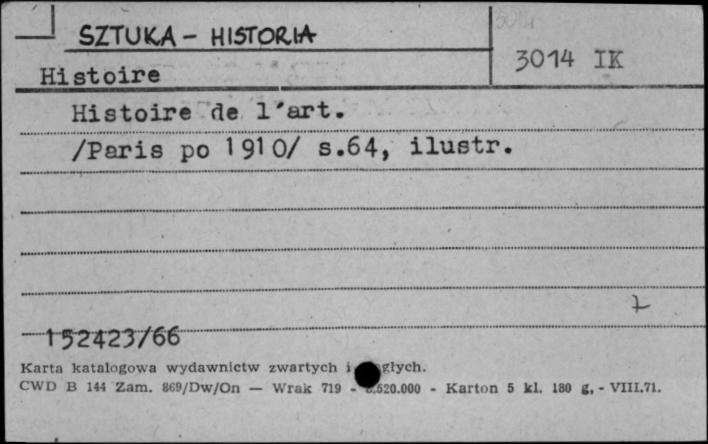 SZTUKA - HISTORIA
3014 IK
Histoire
Histoire de l'art.
/Paris po 1910/ s.64, ilustr.
152423/66
Karta katalogowa wydawnictw zwartych i głych.
CWD B 144 Zam. 869/Dw/On — Wrak 719 - .520.000 - Karton 5 kl. 180 g, - VIII.71.